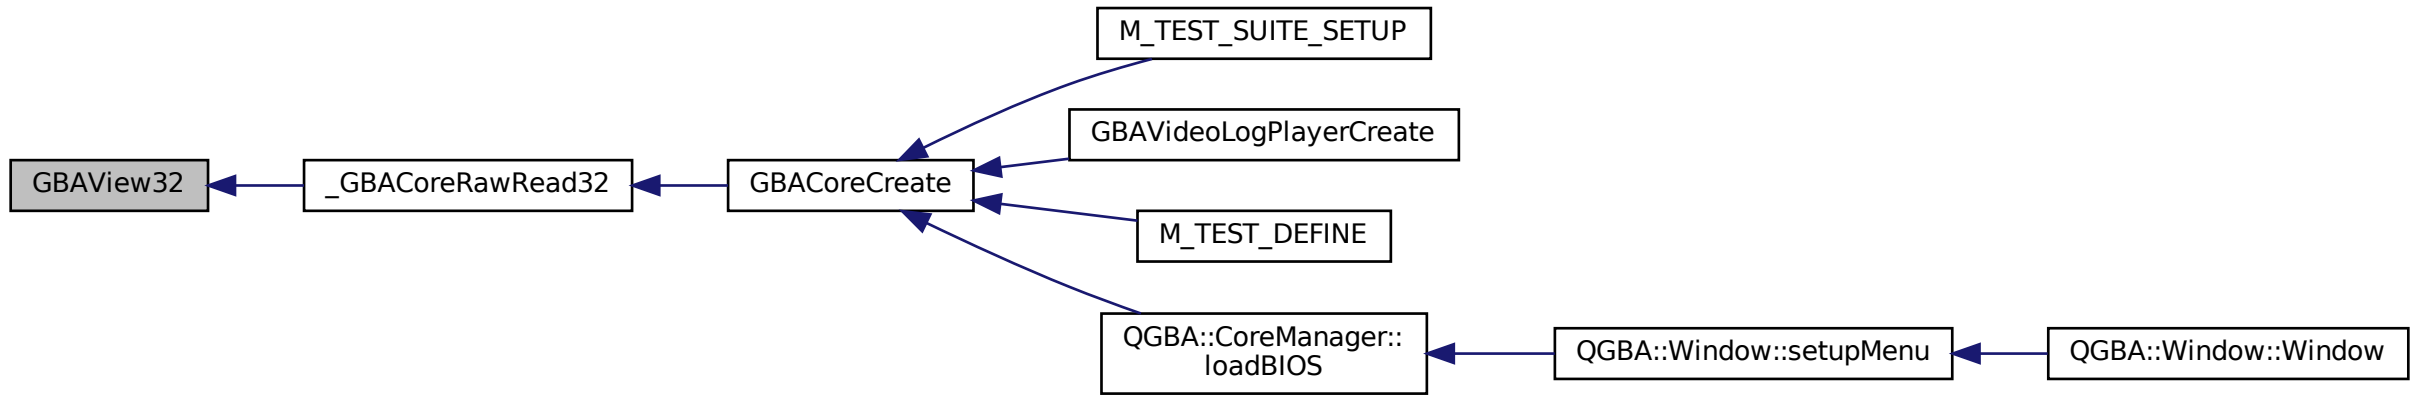 M_TEST_SUITE_SETUP
GBAVideoLogPlayerCreate
GBAView32
_GBACoreRawRead32
GBACoreCreate
M_TEST_DEFINE
QGBA::CoreManager::
loadBIOS
QGBA::Window::setupMenu
QGBA::Window::Window